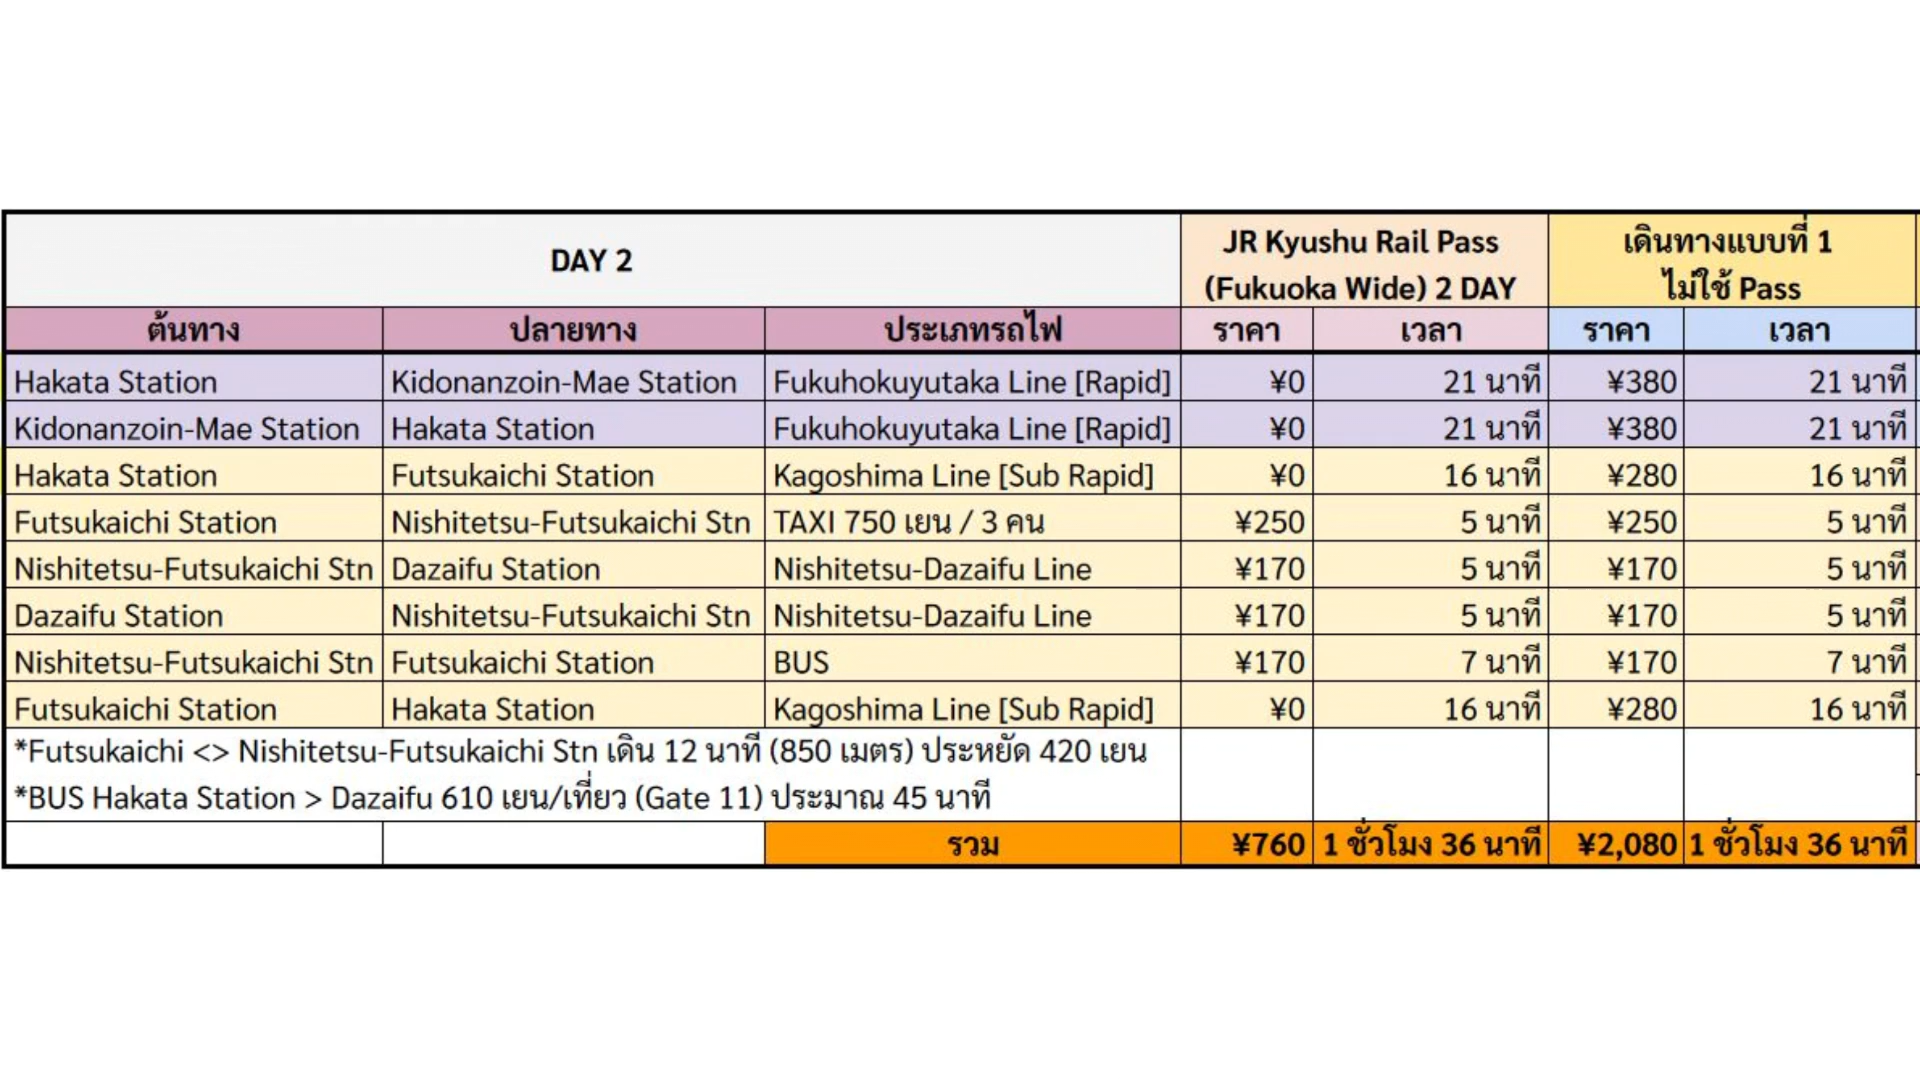 DAY 2
JR Kyushu Rail Pass
(Fukuoka Wide) 2 DAY
เดินทางแบบที่ 1
ไม่ใช้ Pass
ต้นทาง ปลายทาง ประเภทรถไฟ ราคา เวลา ราคา เวลา
Hakata Station Kidonanzoin-Mae Station Fukuhokuyutaka Line [Rapid] ¥0 21 นาที ¥380 21 นาที
Kidonanzoin-Mae Station Hakata Station Fukuhokuyutaka Line [Rapid] ¥0 21 นาที ¥380 21 นาที
Hakata Station Futsukaichi Station Kagoshima Line [Sub Rapid] ¥0 16 นาที ¥280 16 นาที
Futsukaichi Station Nishitetsu-Futsukaichi Stn TAXI 750 เยน / 3 คน ¥250 5 นาที ¥250 5 นาที
Nishitetsu-Futsukaichi Stn Dazaifu Station Nishitetsu-Dazaifu Line ¥170 5 นาที ¥170 5 นาที
Dazaifu Station Nishitetsu-Futsukaichi Stn Nishitetsu-Dazaifu Line ¥170 5 นาที ¥170 5 นาที
Nishitetsu-Futsukaichi Stn Futsukaichi Station BUS ¥170 7 นาที ¥170 7 นาที
Futsukaichi Station Hakata Station Kagoshima Line [Sub Rapid] ¥0 16 นาที ¥280 16 นาที
*Futsukaichi <> Nishitetsu-Futsukaichi Stn เดิน 12 นาที (850 เมตร) ประหยัด 420 เยน
*BUS Hakata Station > Dazaifu 610 เยน/เที่ยว (Gate 11) ประมาณ 45 นาที
รวม ¥760 1 ชั่วโมง 36 นาที ¥2,080 1 ชั่วโมง 36 นาที